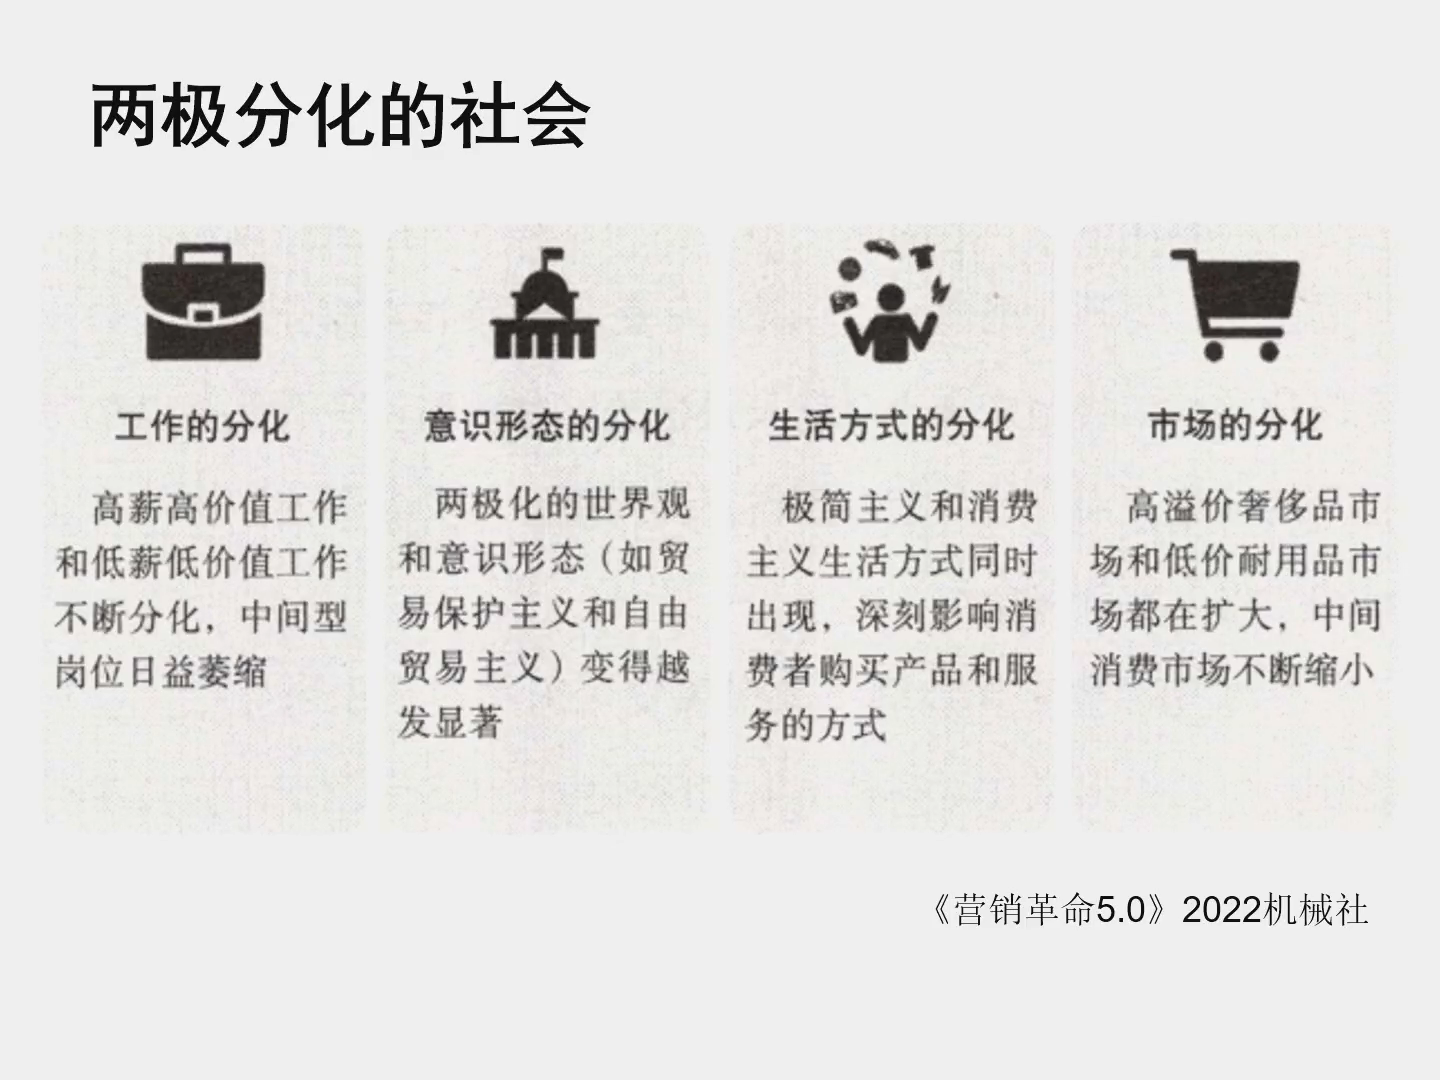 两极分化的社会
工作的分化
高薪高价值工作
和低薪低价值工作
不断分化，中间型
岗位日益萎缩
意识形态的分化
两极化的世界观
和意识形态（如贸
易保护主义和自由
贸易主义）变得越
发显著
生活方式的分化
极简主义和消费
主义生活方式同时
出现，深刻影响消
费者购买产品和服
务的方式
市场的分化
高溢价奢侈品市
场和低价耐用品市
场都在扩大，中间
消费市场不断缩小
《营销革命5.0》2022机械社